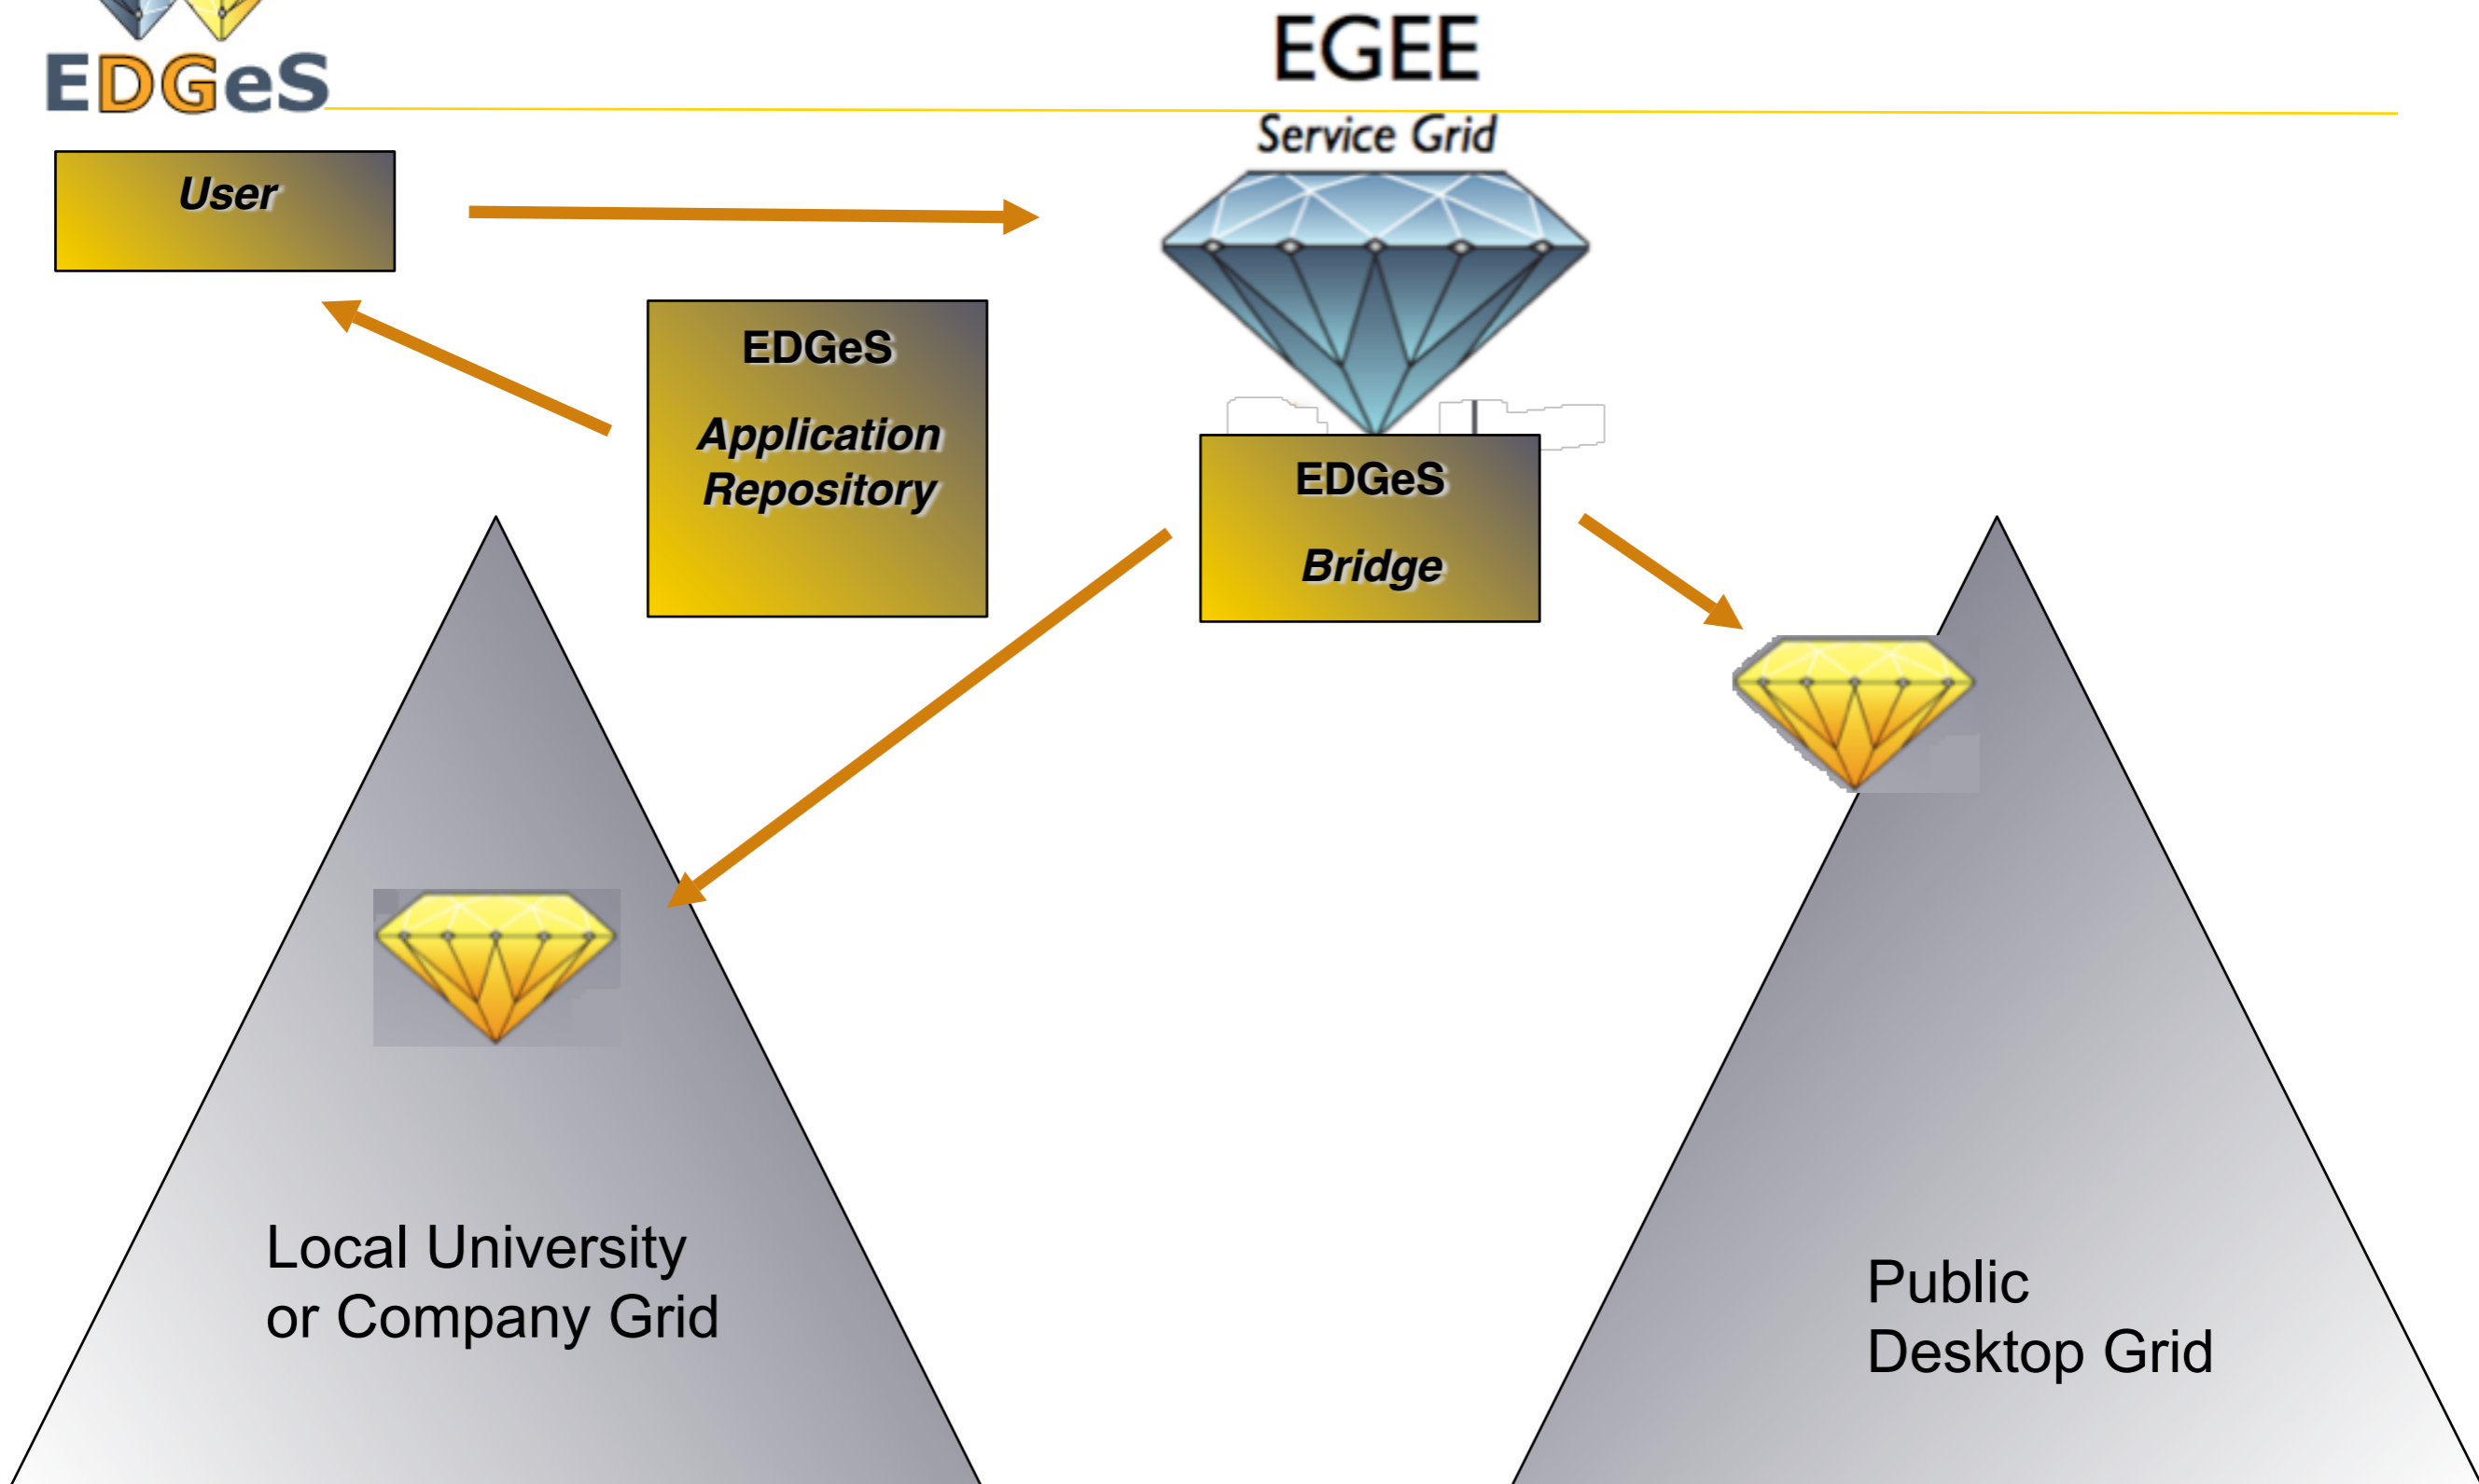 EDGeS
EGEE
Service Grid
User
EDGeS
Application
Repository
EDGeS
Bridge
Local University
or Company Grid
Public
Desktop Grid